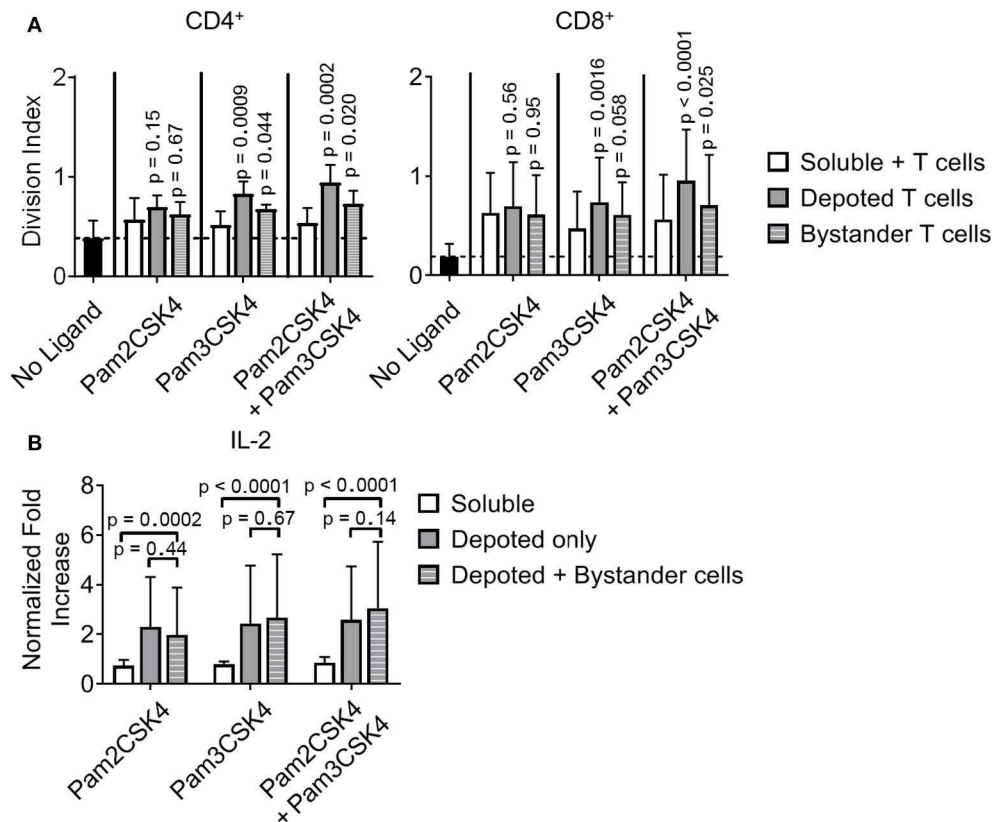 A
CD4⁺
Division Index
2
1
0
p = 0.15
p = 0.67
p = 0.0009
p = 0.044
p = 0.0002
p = 0.020
No Ligand
Pam2CSK4
Pam3CSK4
Pam2CSK4
+ Pam3CSK4
CD8⁺
2
1
0
p = 0.56
p = 0.95
p = 0.0016
p = 0.058
p < 0.0001
p = 0.025
No Ligand
Pam2CSK4
Pam3CSK4
Pam2CSK4
+ Pam3CSK4
Soluble + T cells
Depoted T cells
Bystander T cells
B
IL-2
Normalized Fold
Increase
8
6
4
2
0
p = 0.0002
p = 0.44
p < 0.0001
p = 0.67
p < 0.0001
p = 0.14
Pam2CSK4
Pam3CSK4
Pam2CSK4
+ Pam3CSK4
Soluble
Depoted only
Depoted + Bystander cells